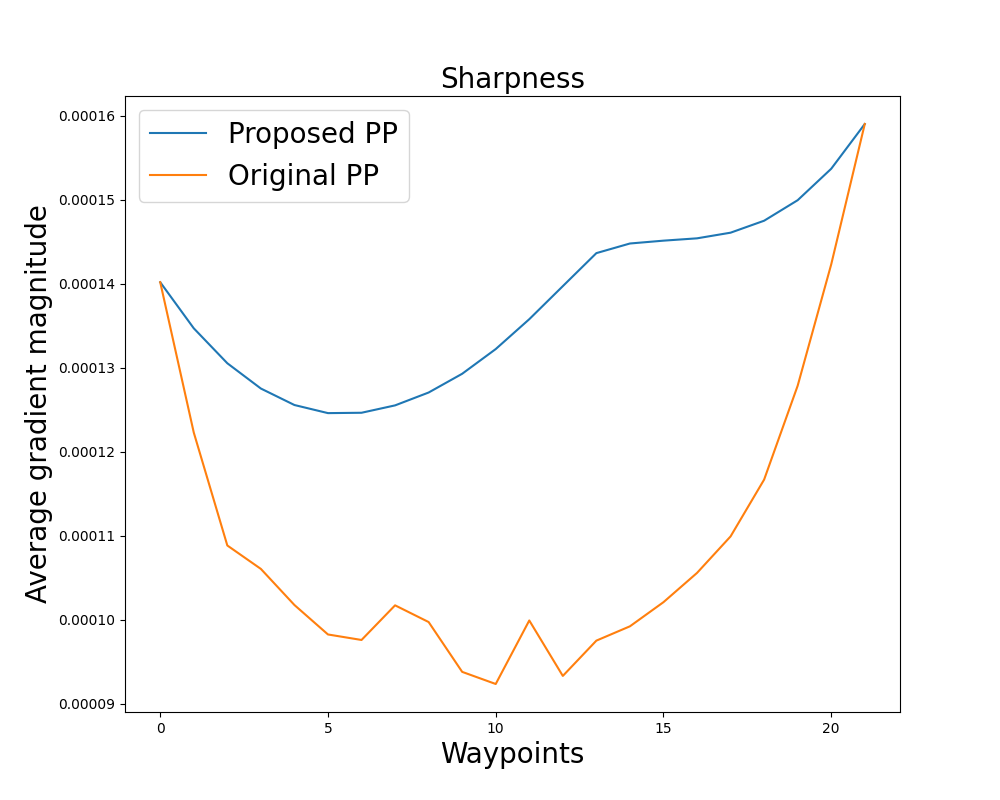 Sharpness
Proposed PP
Original PP
Average gradient magnitude
0.00016
0.00015
0.00014
0.00013
0.00012
0.00011
0.00010
0.00009
0 5 10 15 20
Waypoints